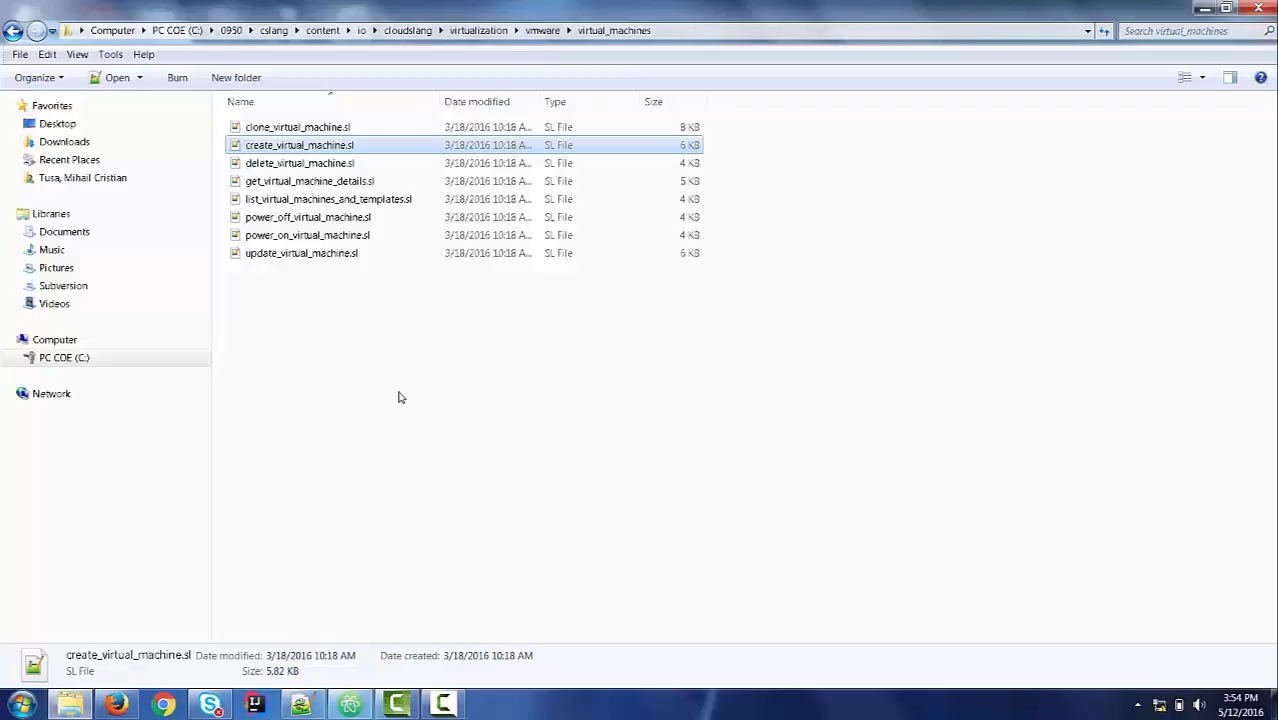 Computer PC COE (C:) 0950 cslang content io cloudslang virtualization vmware virtual_machines Search virtual_machines
File Edit View Tools Help
Organize Open Burn New folder
Favorites
Desktop
Downloads
Recent Places
Tusa, Mihail Cristian
Libraries
Documents
Music
Pictures
Subversion
Videos
Computer
PC COE (C:)
Network
Name Date modified Type Size
clone_virtual_machine.sl 3/18/2016 10:18 A... SL File 8 KB
create_virtual_machine.sl 3/18/2016 10:18 A... SL File 6 KB
delete_virtual_machine.sl 3/18/2016 10:18 A... SL File 4 KB
get_virtual_machine_details.sl 3/18/2016 10:18 A... SL File 5 KB
list_virtual_machines_and_templates.sl 3/18/2016 10:18 A... SL File 4 KB
power_off_virtual_machine.sl 3/18/2016 10:18 A... SL File 4 KB
power_on_virtual_machine.sl 3/18/2016 10:18 A... SL File 4 KB
update_virtual_machine.sl 3/18/2016 10:18 A... SL File 6 KB
create_virtual_machine.sl Date modified: 3/18/2016 10:18 AM Date created: 3/18/2016 10:18 AM
SL File Size: 5.82 KB
3:54 PM
5/12/2016